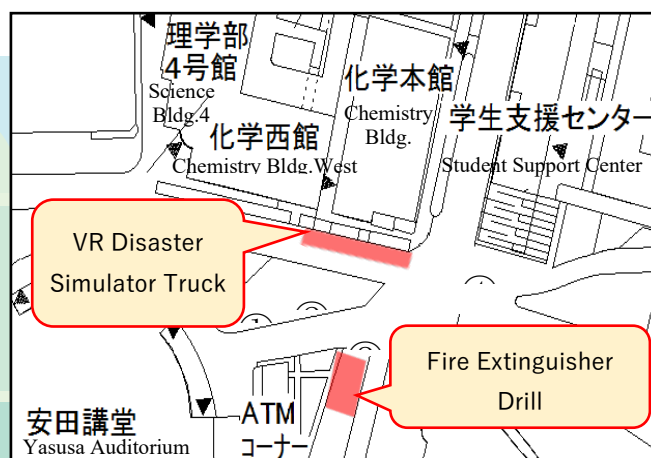 理学部
4号館
Science
Bldg.4
化学西館
Chemistry Bldg.West
化学本館
Chemistry
Bldg.
学生支援センター
Student Support Center
VR Disaster
Simulator Truck
Fire Extinguisher
Drill
安田講堂
Yasusa Auditorium
ATM
コーナー